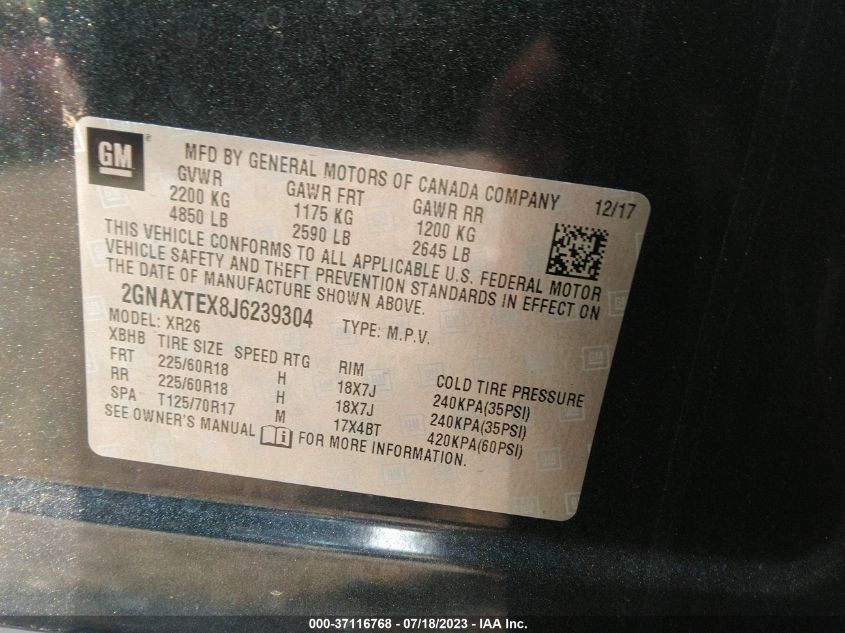 GM ® MFD BY GENERAL MOTORS OF CANADA COMPANY 12/17
GVWR GAWR FRT GAWR RR
2200 KG 1175 KG 1200 KG
4850 LB 2590 LB 2645 LB
THIS VEHICLE CONFORMS TO ALL APPLICABLE U.S. FEDERAL MOTOR
VEHICLE SAFETY AND THEFT PREVENTION STANDARDS IN EFFECT ON
THE DATE OF MANUFACTURE SHOWN ABOVE.
2GNAXTEX8J6239304 TYPE: M.P.V.
MODEL: XR26
XBHB TIRE SIZE SPEED RTG RIM COLD TIRE PRESSURE
FRT 225/60R18 H 18X7J 240KPA(35PSI)
RR 225/60R18 H 18X7J 240KPA(35PSI)
SPA T125/70R17 M 17X4BT 420KPA(60PSI)
SEE OWNER'S MANUAL FOR MORE INFORMATION.
000-37116768 - 07/18/2023 - IAA Inc.